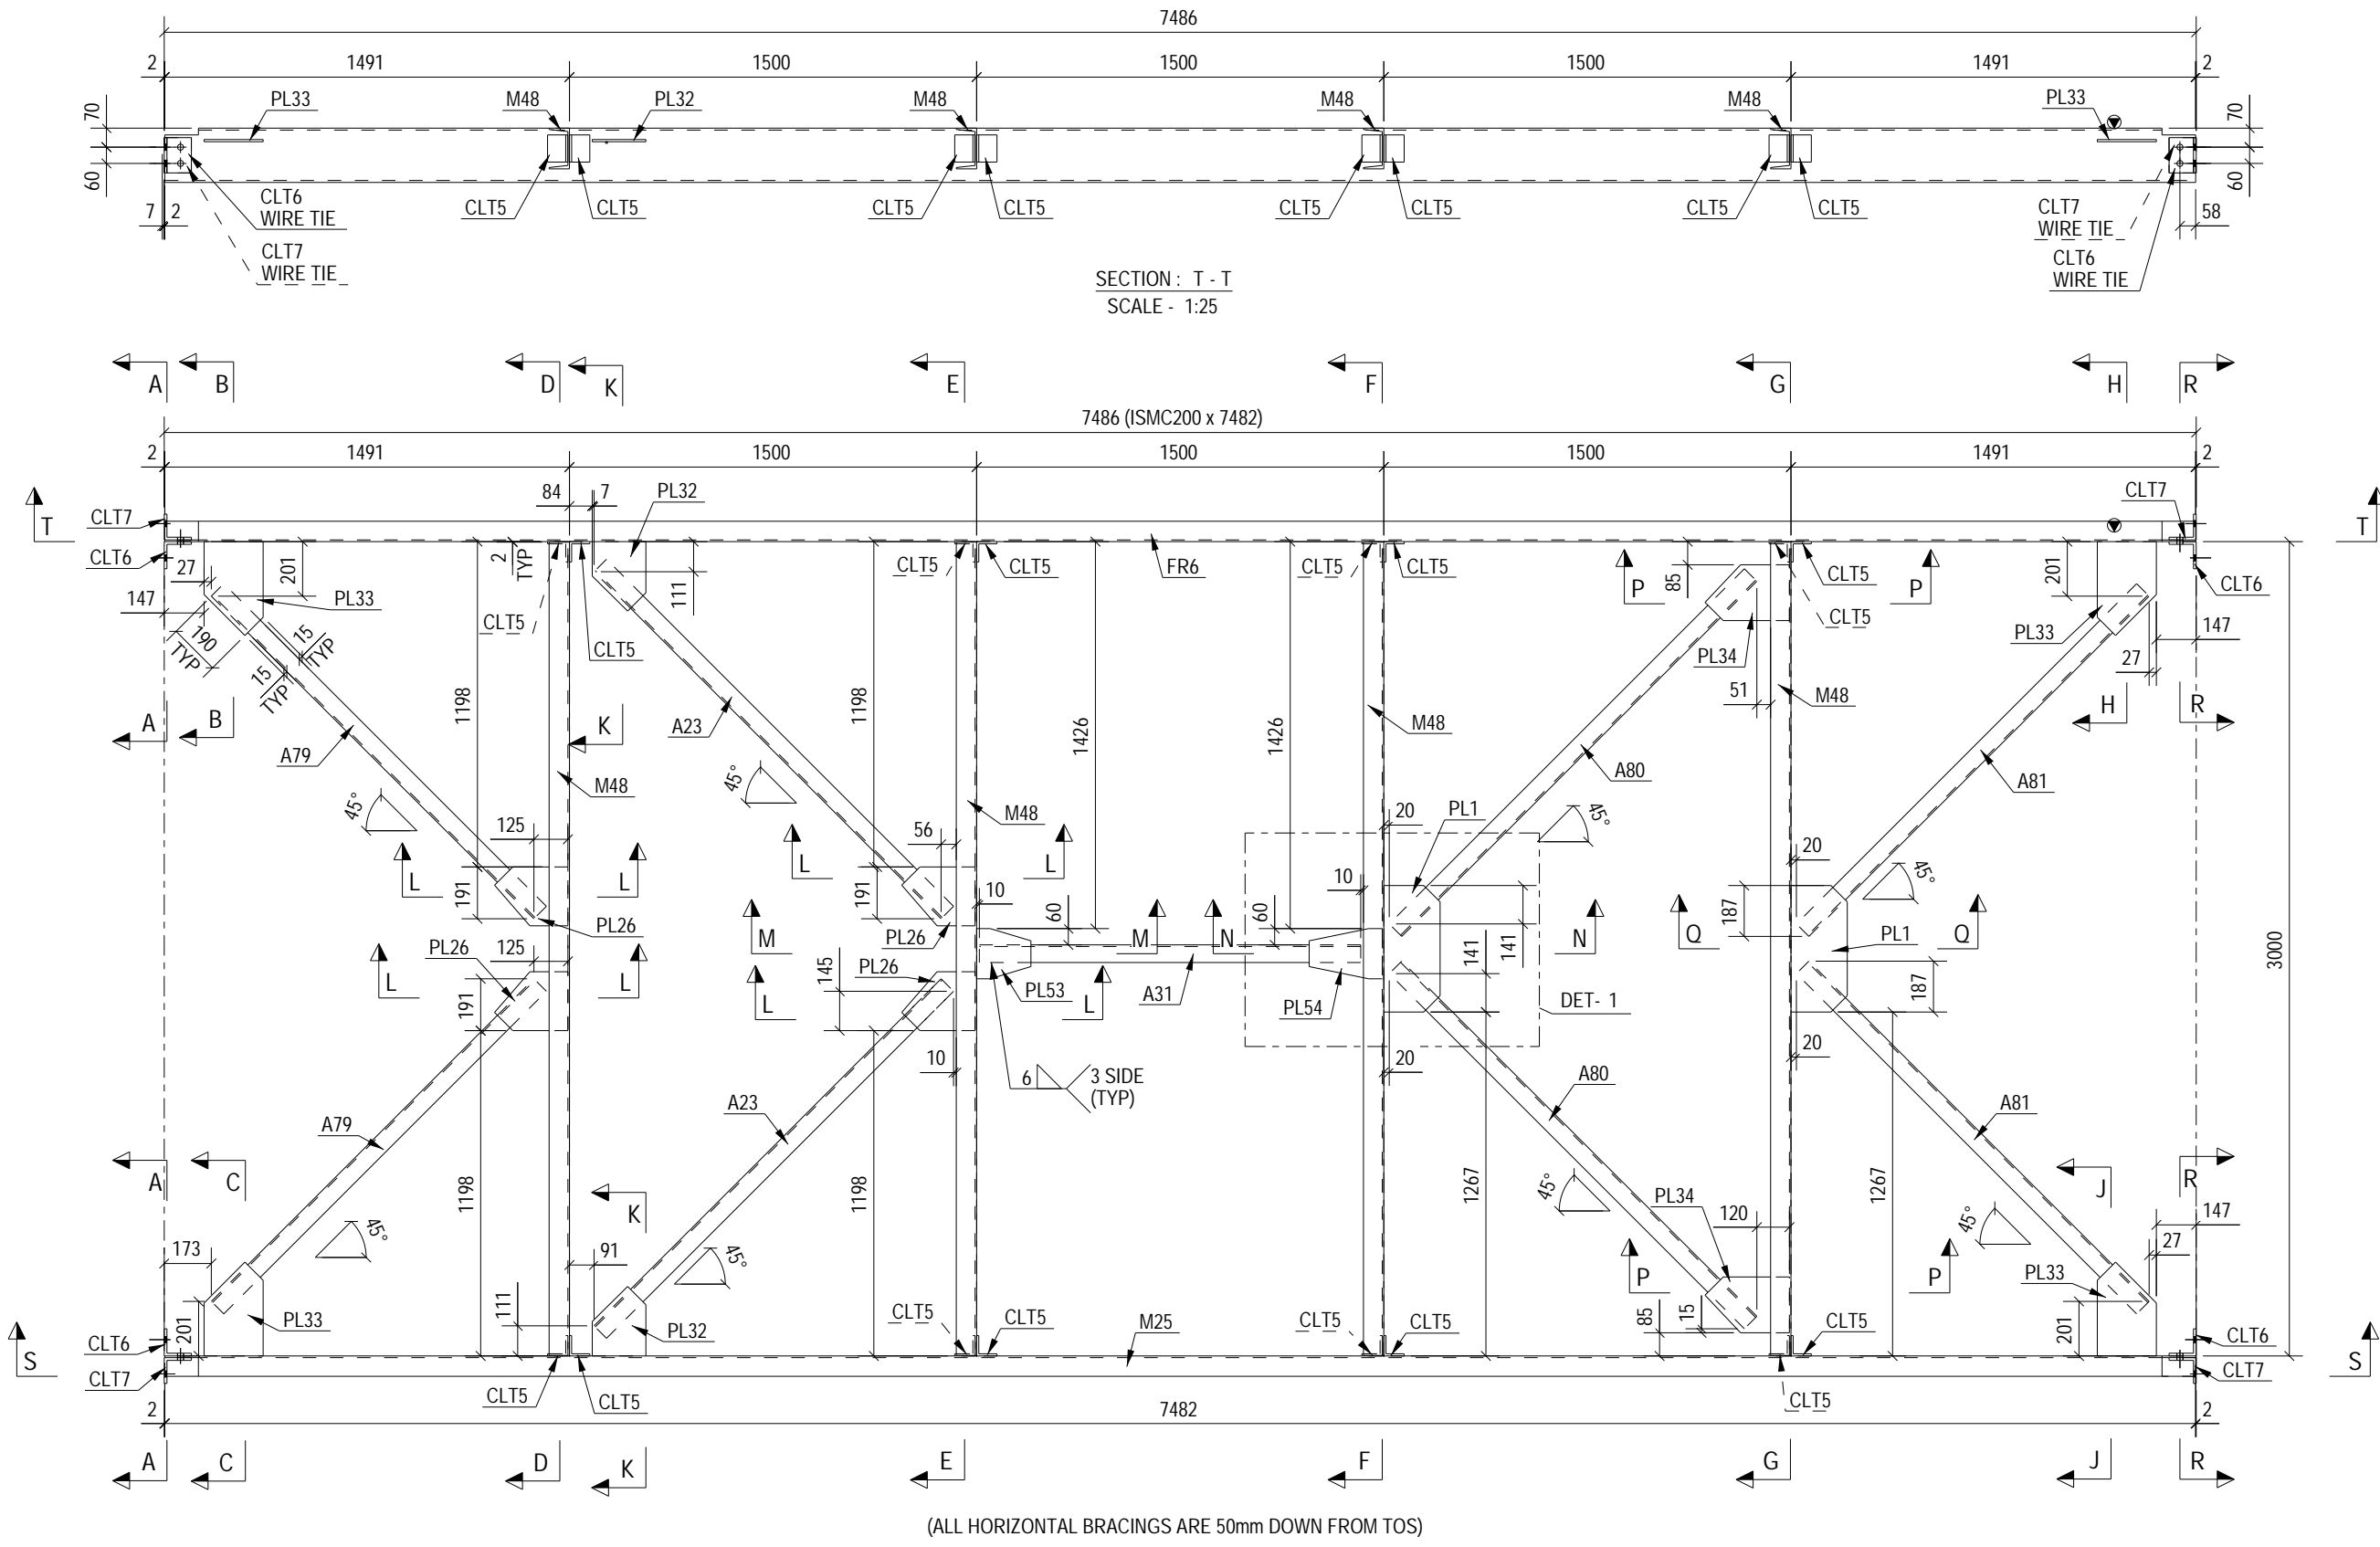 7486
2 1491 1500 1500 1500 1491 2
70 PL33 M48 PL32 M48 M48 M48 PL33 70
60 60
7 2
CLT6
WIRE TIE
CLT7
WIRE TIE
CLT5 CLT5 CLT5 CLT5 CLT5 CLT5 CLT5 CLT5
CLT7
WIRE TIE
58
CLT6
WIRE TIE
SECTION : T - T
SCALE - 1:25
A B D K E F G H R
7486 (ISMC200 x 7482)
2 1491 1500 1500 1500 1491 2
84 7 PL32
T CLT7 CLT7 T
CLT6 27 201 2 TYP 111 CLT5 CLT5 FR6 CLT5 CLT5 P 85 CLT5 P 201 CLT6
147 PL33 CLT5 CLT5 PL34 CLT5 PL33 147
190 TYP 15 TYP 15 TYP 27
51 M48
A B K A23 1198 1198 1426 1426 M48 H R
A79 45° M48 45° M48 A80 45° A81
125 56 20 PL1 20 45°
L L L L
191 191 10 10 187
PL26 PL26 60 60 141 141
PL26 125 M M N N Q PL1 Q
L L 145 PL26 3000
191 L PL53 L A31 PL54 DET- 1 187
10 20 20
6 3 SIDE
(TYP)
A79 A23 A80 A81
A C 1198 K 1198 1267 1267 J R
45° 45° 45° PL34 45° 147
173 91 P 120 P 27
201 PL33 111 PL32 CLT5 CLT5 M25 CLT5 CLT5 85 15 CLT5 PL33 201
S CLT6 CLT6 S
CLT7 CLT5 CLT5 CLT5 CLT7
2 7482 2
A C D K E F G J R
(ALL HORIZONTAL BRACINGS ARE 50mm DOWN FROM TOS)